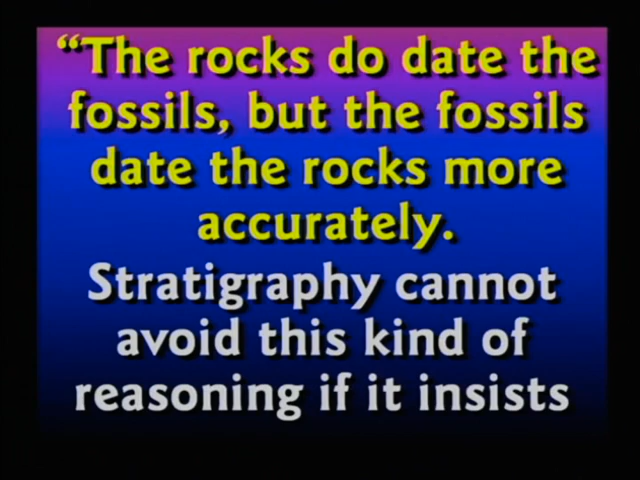 “The rocks do date the
fossils, but the fossils
date the rocks more
accurately.
Stratigraphy cannot
avoid this kind of
reasoning if it insists